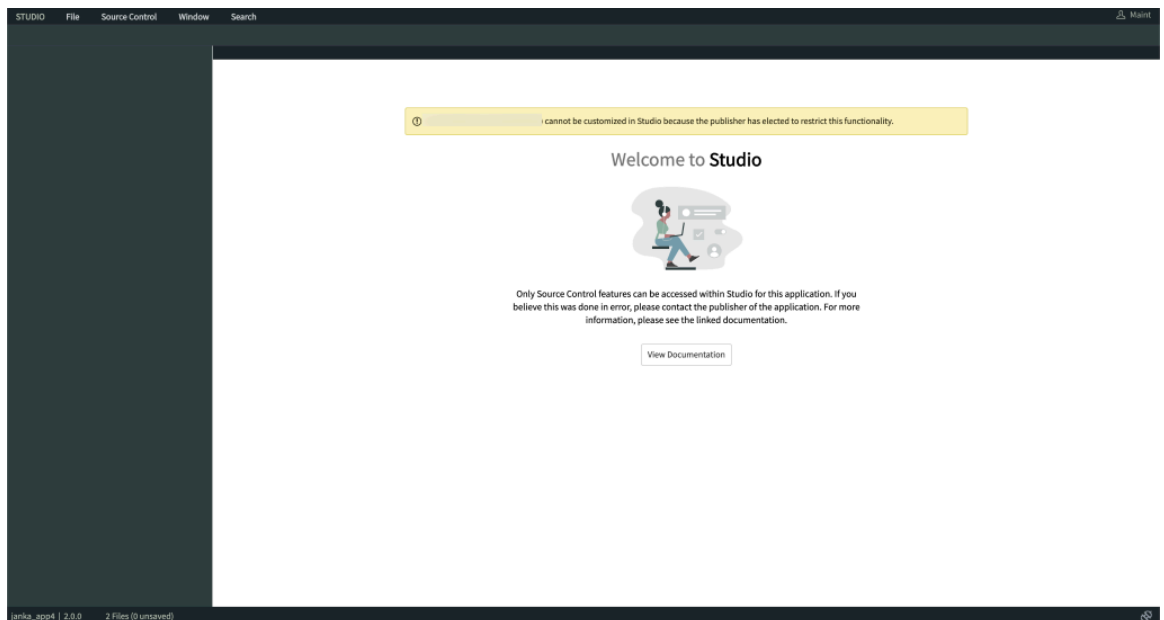 STUDIO File Source Control Window Search Maint
cannot be customized in Studio because the publisher has elected to restrict this functionality.
Welcome to Studio
Only Source Control features can be accessed within Studio for this application. If you
believe this was done in error, please contact the publisher of the application. For more
information, please see the linked documentation.
View Documentation
janka_app4 | 2.0.0 2 Files (0 unsaved)